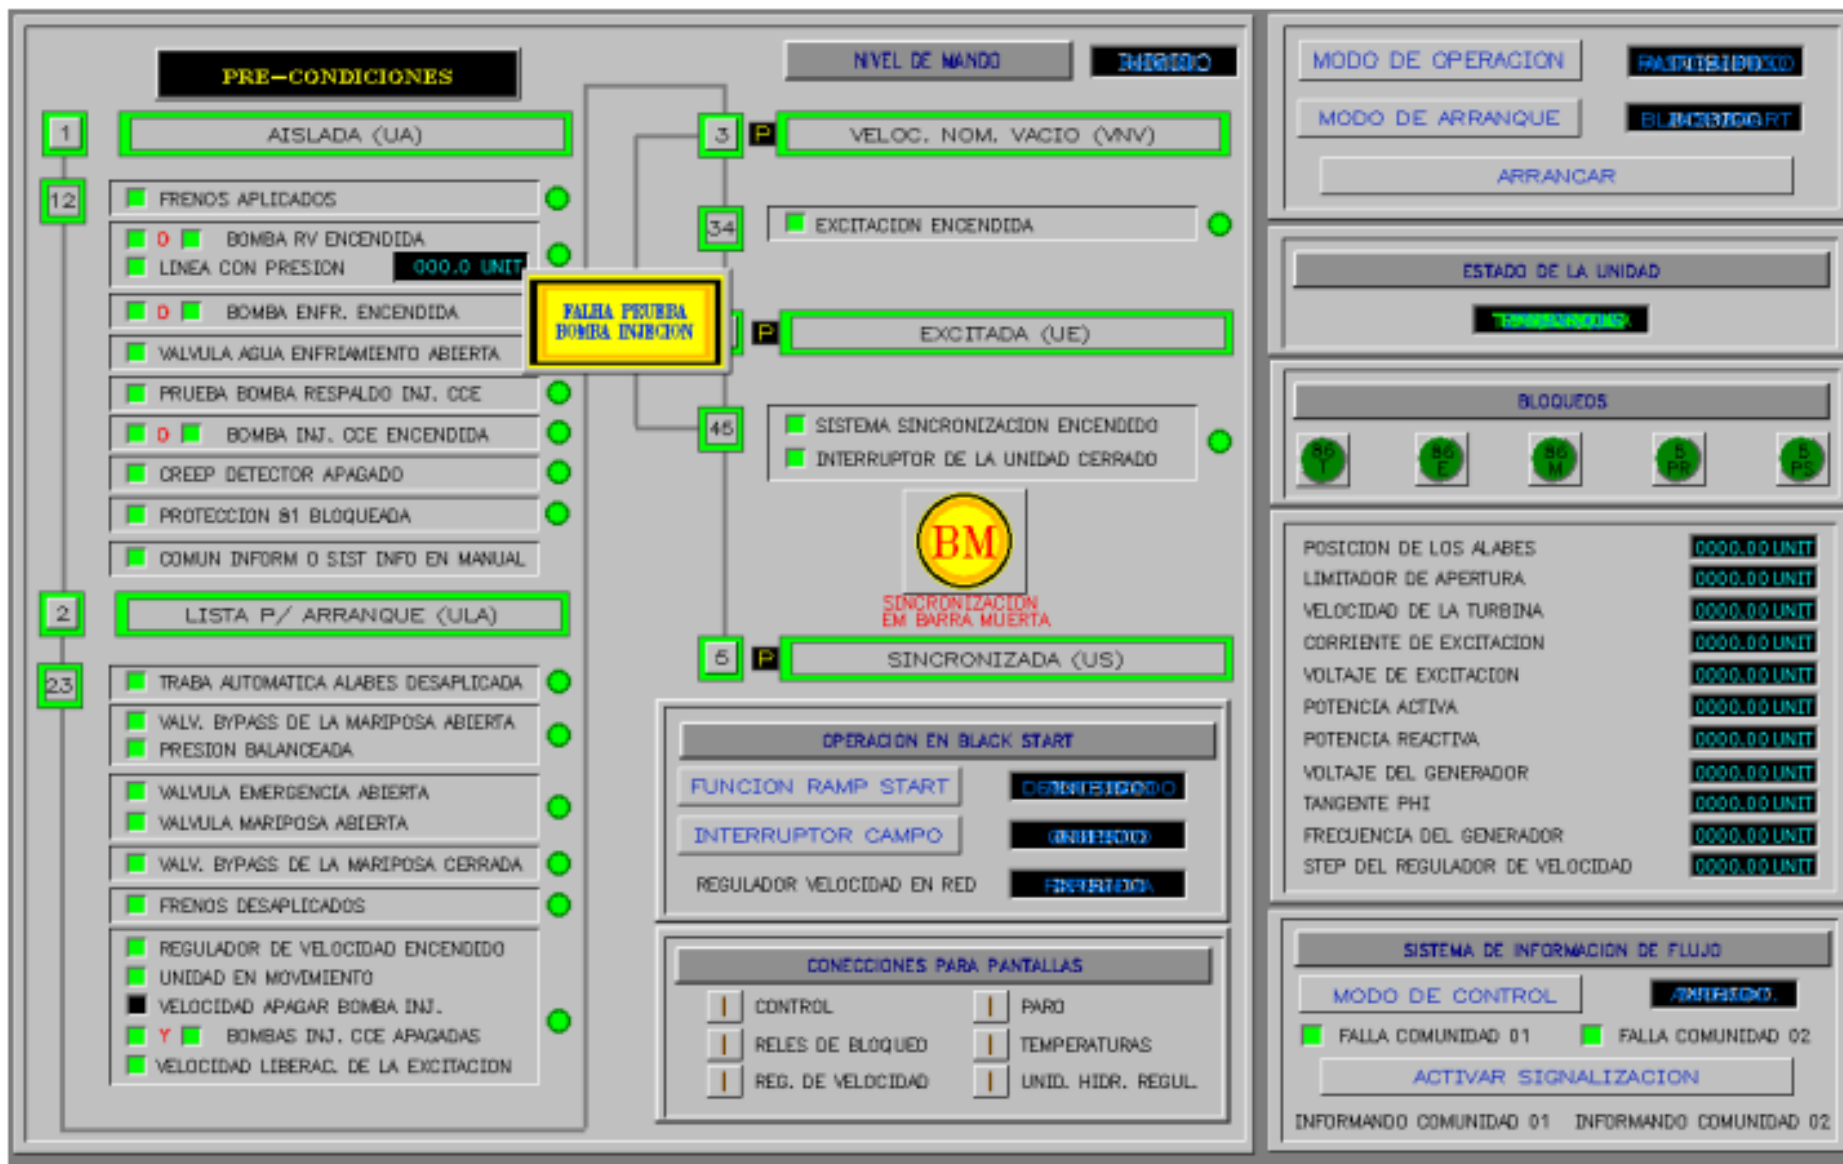 PRE-CONDICIONES
1
AISLADA (UA)
12
FRENOS APLICADOS
O BOMBA RV ENCENDIDA
LINEA CON PRESION 000.0 UNIT
O BOMBA ENFR. ENCENDIDA
VALVULA AGUA ENFRIAMIENTO ABIERTA
PRUEBA BOMBA RESPALDO INJ. CCE
O BOMBA INJ. CCE ENCENDIDA
CREEP DETECTOR APAGADO
PROTECCION 81 BLOQUEADA
COMUN INFORM O SIST INFO EN MANUAL
2
LISTA P/ ARRANQUE (ULA)
23
TRABA AUTOMATICA ALABES DESAPLICADA
VALV. BYPASS DE LA MARIPOSA ABIERTA
PRESION BALANCEADA
VALVULA EMERGENCIA ABIERTA
VALVULA MARIPOSA ABIERTA
VALV. BYPASS DE LA MARIPOSA CERRADA
FRENOS DESAPLICADOS
REGULADOR DE VELOCIDAD ENCENDIDO
UNIDAD EN MOVIMIENTO
VELOCIDAD APAGAR BOMBA INJ.
Y BOMBAS INJ. CCE APAGADAS
VELOCIDAD LIBERAC. DE LA EXCITACION
FALHA PRUEBA
BOMBA INJECION
NIVEL DE MANDO
3 P VELOC. NOM. VACIO (VNV)
34
EXCITACION ENCENDIDA
P EXCITADA (UE)
45
SISTEMA SINCRONIZACION ENCENDIDO
INTERRUPTOR DE LA UNIDAD CERRADO
BM
SINCRONIZACION
EM BARRA MUERTA
5 P SINCRONIZADA (US)
OPERACION EN BLACK START
FUNCION RAMP START
INTERRUPTOR CAMPO
REGULADOR VELOCIDAD EN RED
CONECCIONES PARA PANTALLAS
CONTROL PARO
RELES DE BLOQUEO TEMPERATURAS
REG. DE VELOCIDAD UNID. HIDR. REGUL.
MODO DE OPERACION
MODO DE ARRANQUE
ARRANCAR
ESTADO DE LA UNIDAD
BLOQUEOS
86 T
86 E
86 M
5 PR
5 PS
POSICION DE LOS ALABES 0000.00 UNIT
LIMITADOR DE APERTURA 0000.00 UNIT
VELOCIDAD DE LA TURBINA 0000.00 UNIT
CORRIENTE DE EXCITACION 0000.00 UNIT
VOLTAJE DE EXCITACION 0000.00 UNIT
POTENCIA ACTIVA 0000.00 UNIT
POTENCIA REACTIVA 0000.00 UNIT
VOLTAJE DEL GENERADOR 0000.00 UNIT
TANGENTE PHI 0000.00 UNIT
FRECUENCIA DEL GENERADOR 0000.00 UNIT
STEP DEL REGULADOR DE VELOCIDAD 0000.00 UNIT
SISTEMA DE INFORMACION DE FLUJO
MODO DE CONTROL
FALLA COMUNIDAD 01 FALLA COMUNIDAD 02
ACTIVAR SIGNALIZACION
INFORMANDO COMUNIDAD 01 INFORMANDO COMUNIDAD 02